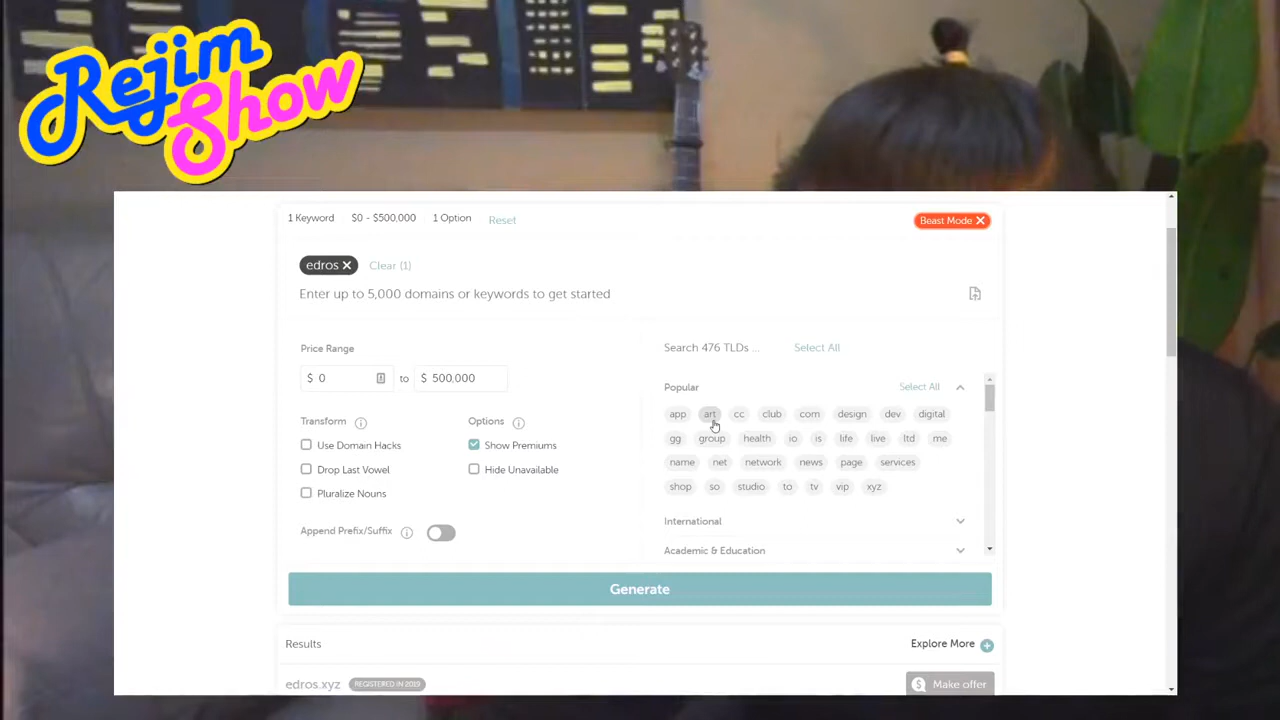 Rejim
Show
1 Keyword $0 - $500,000 1 Option Reset Beast Mode ✕
edros ✕ Clear (1)
Enter up to 5,000 domains or keywords to get started
Price Range
$ 0 to $ 500,000
Transform Options
Use Domain Hacks Show Premiums
Drop Last Vowel Hide Unavailable
Pluralize Nouns
Append Prefix/Suffix
Search 476 TLDs ... Select All
Popular Select All
app art cc club com design dev digital
gg group health io is life live ltd me
name net network news page services
shop so studio to tv vip xyz
International
Academic & Education
Generate
Results Explore More
edros.xyz REGISTERED IN 2019 Make offer